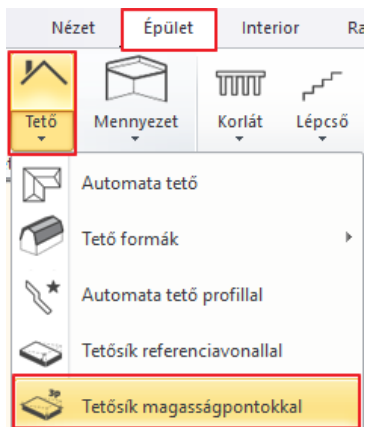 Nézet Épület Interior Ra
Tető Mennyezet Korlát Lépcső
Automata tető
Tető formák
Automata tető profillal
Tetősík referenciavonallal
3p
Tetősík magasságpontokkal